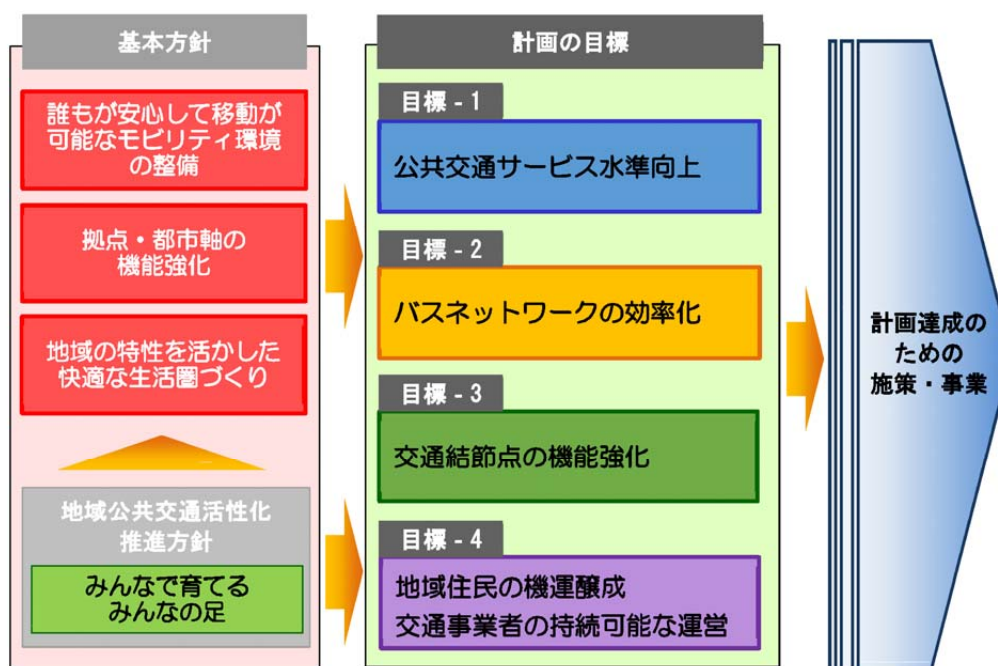 基本方針
誰もが安心して移動が
可能なモビリティ環境
の整備
拠点・都市軸の
機能強化
地域の特性を活かした
快適な生活圏づくり
地域公共交通活性化
推進方針
みんなで育てる
みんなの足
計画の目標
目標 - 1
公共交通サービス水準向上
目標 - 2
バスネットワークの効率化
目標 - 3
交通結節点の機能強化
目標 - 4
地域住民の機運醸成
交通事業者の持続可能な運営
計画達成の
ための
施策・事業